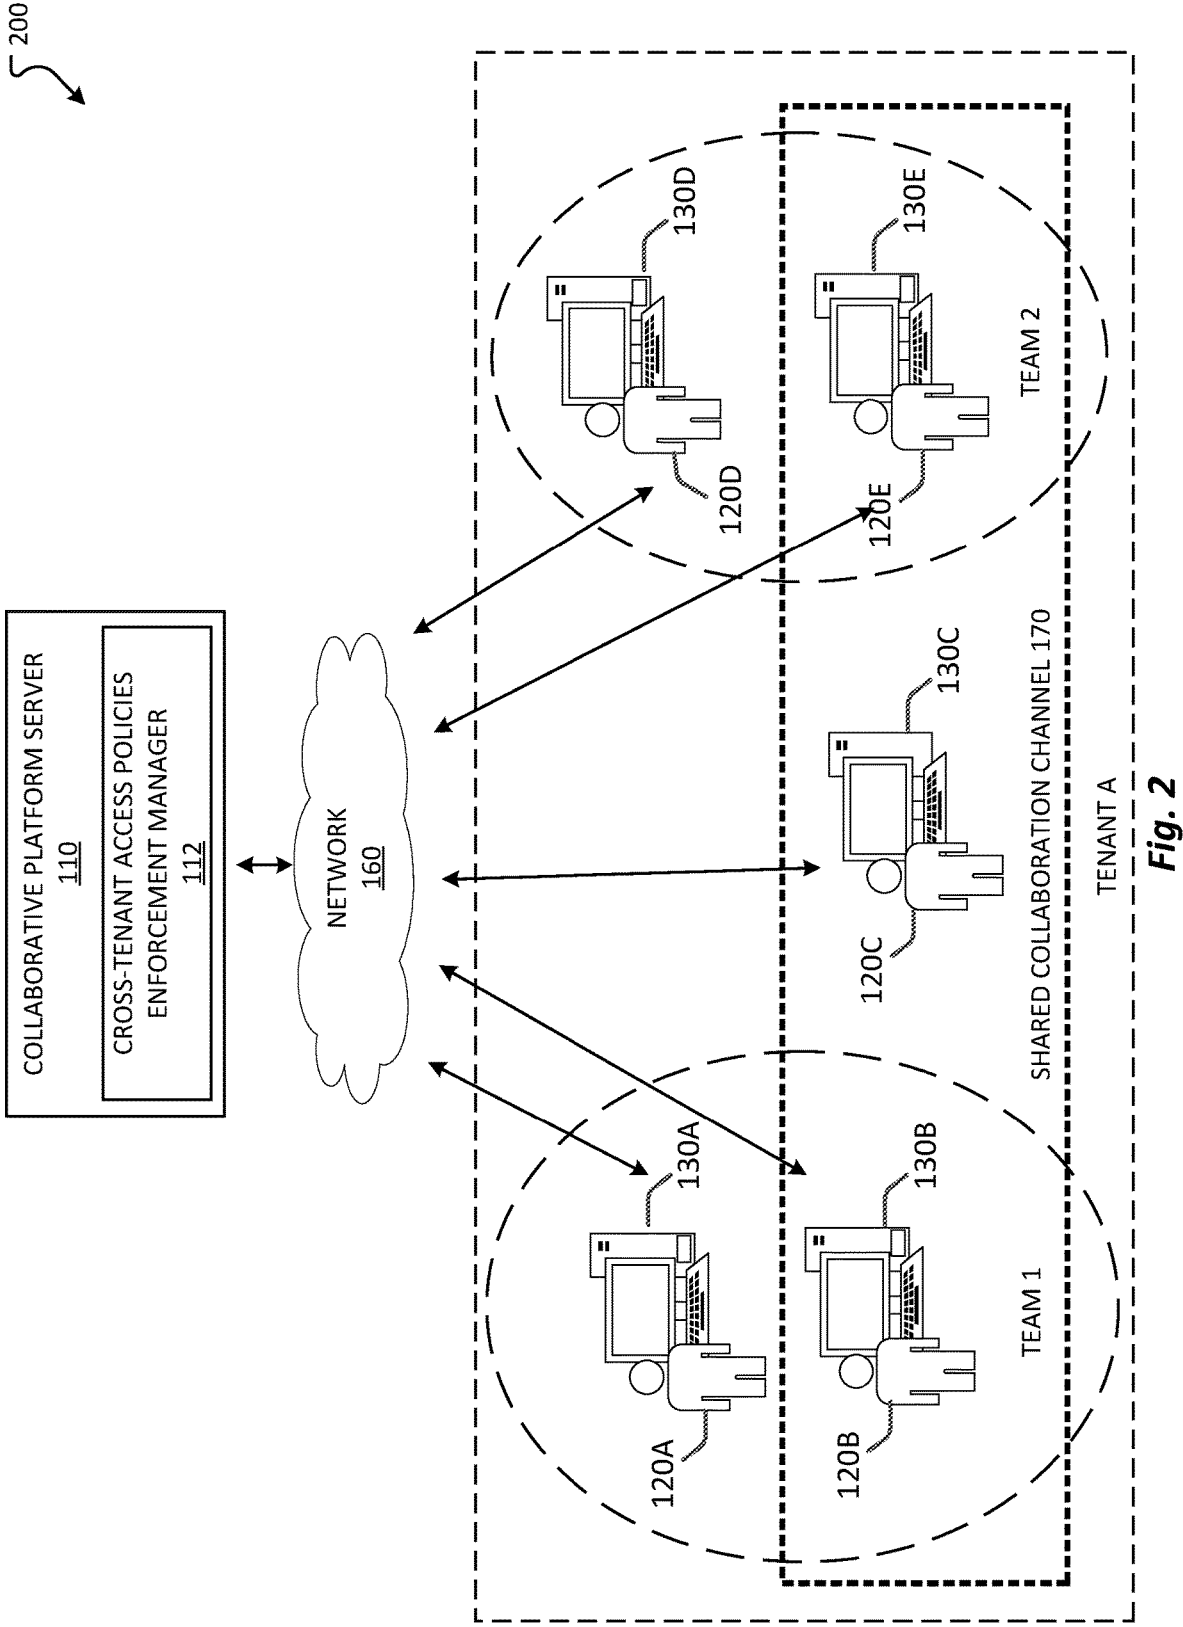 200
COLLABORATIVE PLATFORM SERVER
110
CROSS-TENANT ACCESS POLICIES
ENFORCEMENT MANAGER
112
NETWORK
160
130A
120A
130D
120D
130B
120B
130C
120C
130E
120E
TEAM 1
TEAM 2
SHARED COLLABORATION CHANNEL 170
TENANT A
Fig. 2